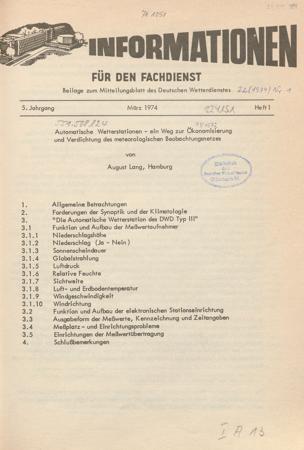 INFORMATIONEN
FÜR DEN FACHDIENST
Beilage zum Mitteilungsblatt des Deutschen Wetterdienstes
5. Jahrgang März 1974 Heft 1
Automatische Wetterstationen - ein Weg zur Ökonomisierung
und Verdichtung des meteorologischen Beobachtungsnetzes
von
August Lang, Hamburg
1. Allgemeine Betrachtungen
2. Forderungen der Synoptik und der Klimatologie
3. "Die Automatische Wetterstation des DWD Typ III"
3.1 Funktion und Aufbau der Meßwertaufnehmer
3.1.1 Niederschlagshöhe
3.1.2 Niederschlag (Ja - Nein)
3.1.3 Sonnenscheindauer
3.1.4 Globalstrahlung
3.1.5 Luftdruck
3.1.6 Relative Feuchte
3.1.7 Sichtweite
3.1.8 Luft- und Erdbodentemperatur
3.1.9 Windgeschwindigkeit
3.1.10 Windrichtung
3.2 Funktion und Aufbau der elektronischen Stationseinrichtung
3.3 Ausgabeform der Meßwerte, Kennzeichnung und Zeitangaben
3.4 Meßplatz - und Einrichtungsprobleme
3.5 Einrichtungen der Meßwertübertragung
4. Schlußbemerkungen
I A 13